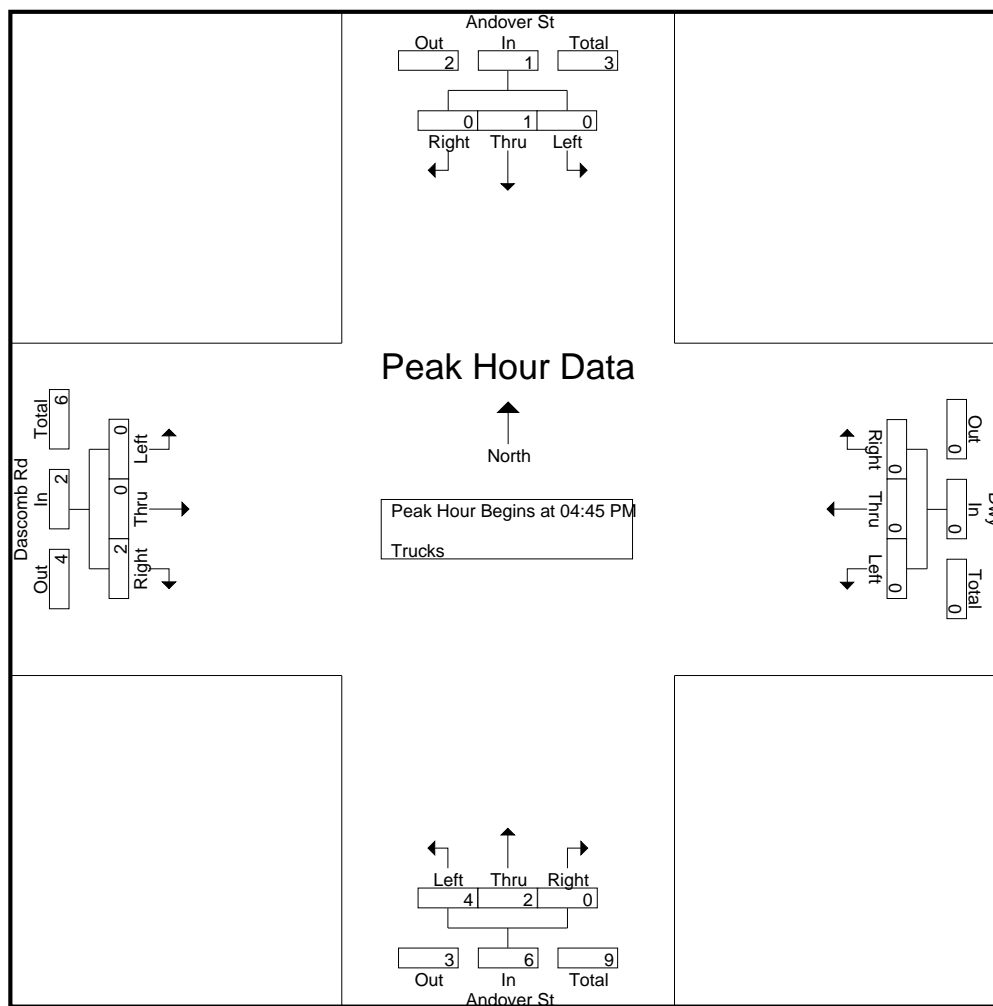 Andover St
Out In Total
2 1 3
0 1 0
Right Thru Left
Peak Hour Data
North
Peak Hour Begins at 04:45 PM
Trucks
Dascomb Rd
Out In Total
4 2 6
Left Thru Right
0 0 2
Right Thru Left
0 0 0
Out In Total
0 0 0
Left Thru Right
4 2 0
3 6 9
Out In Total
Andover St